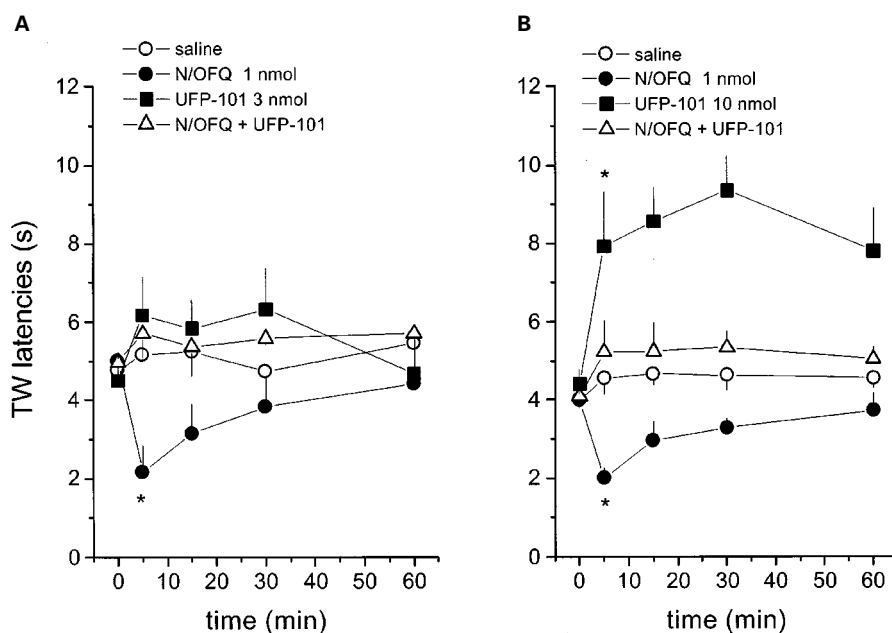 A
saline
N/OFQ 1 nmol
UFP-101 3 nmol
N/OFQ + UFP-101
12
10
8
6
4
2
0
TW latencies (s)
*
0 10 20 30 40 50 60
time (min)
B
saline
N/OFQ 1 nmol
UFP-101 10 nmol
N/OFQ + UFP-101
12
10
8
6
4
2
0
*
*
0 10 20 30 40 50 60
time (min)